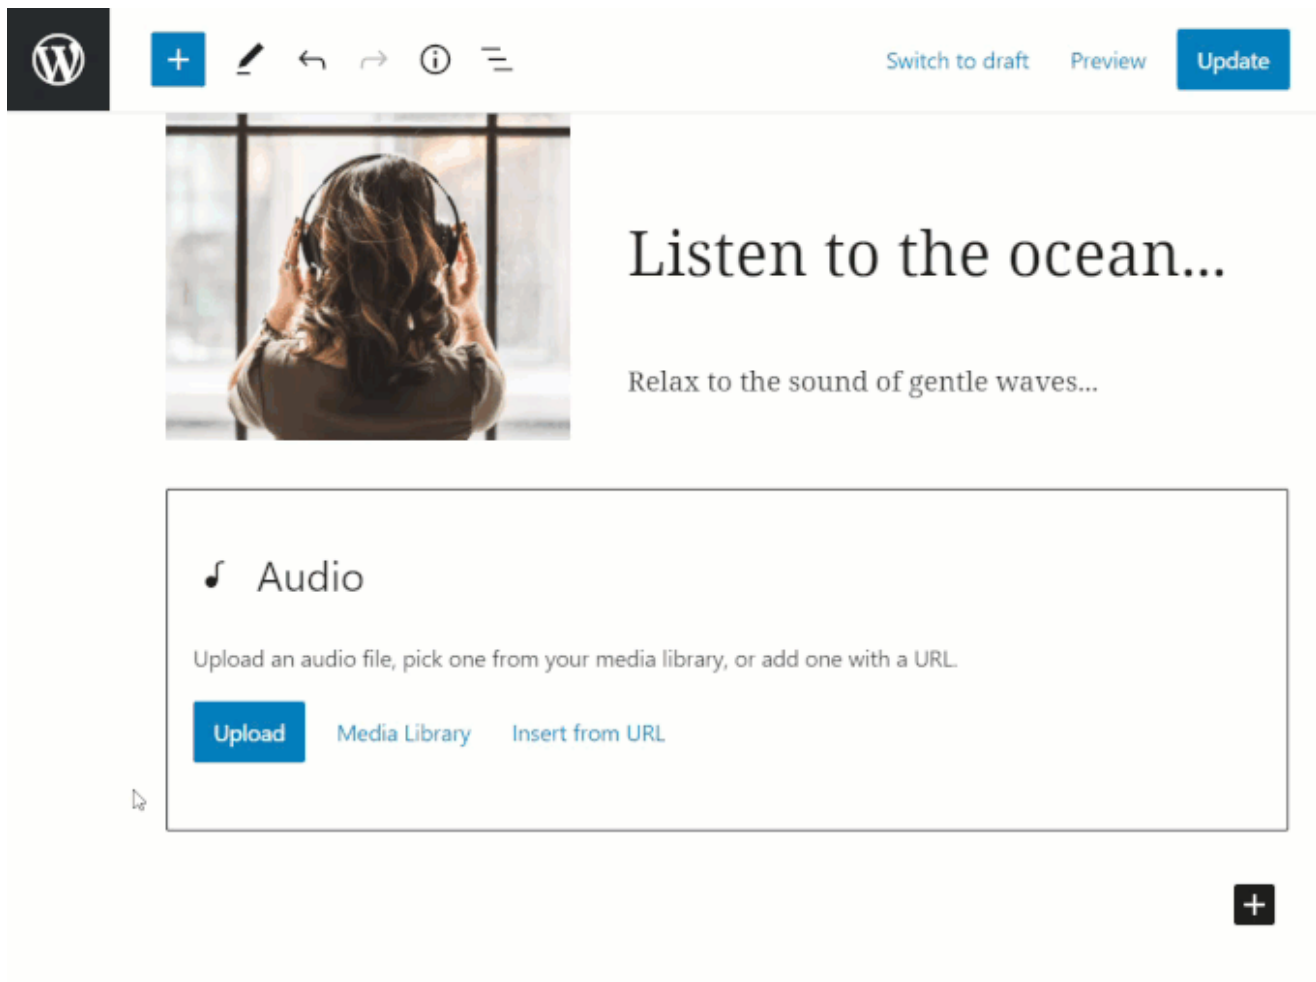 Switch to draft
Preview
Update
Listen to the ocean...
Relax to the sound of gentle waves...
Audio
Upload an audio file, pick one from your media library, or add one with a URL.
Upload
Media Library
Insert from URL